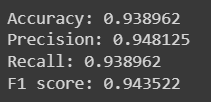 Accuracy: 0.938962
Precision: 0.948125
Recall: 0.938962
F1 score: 0.943522